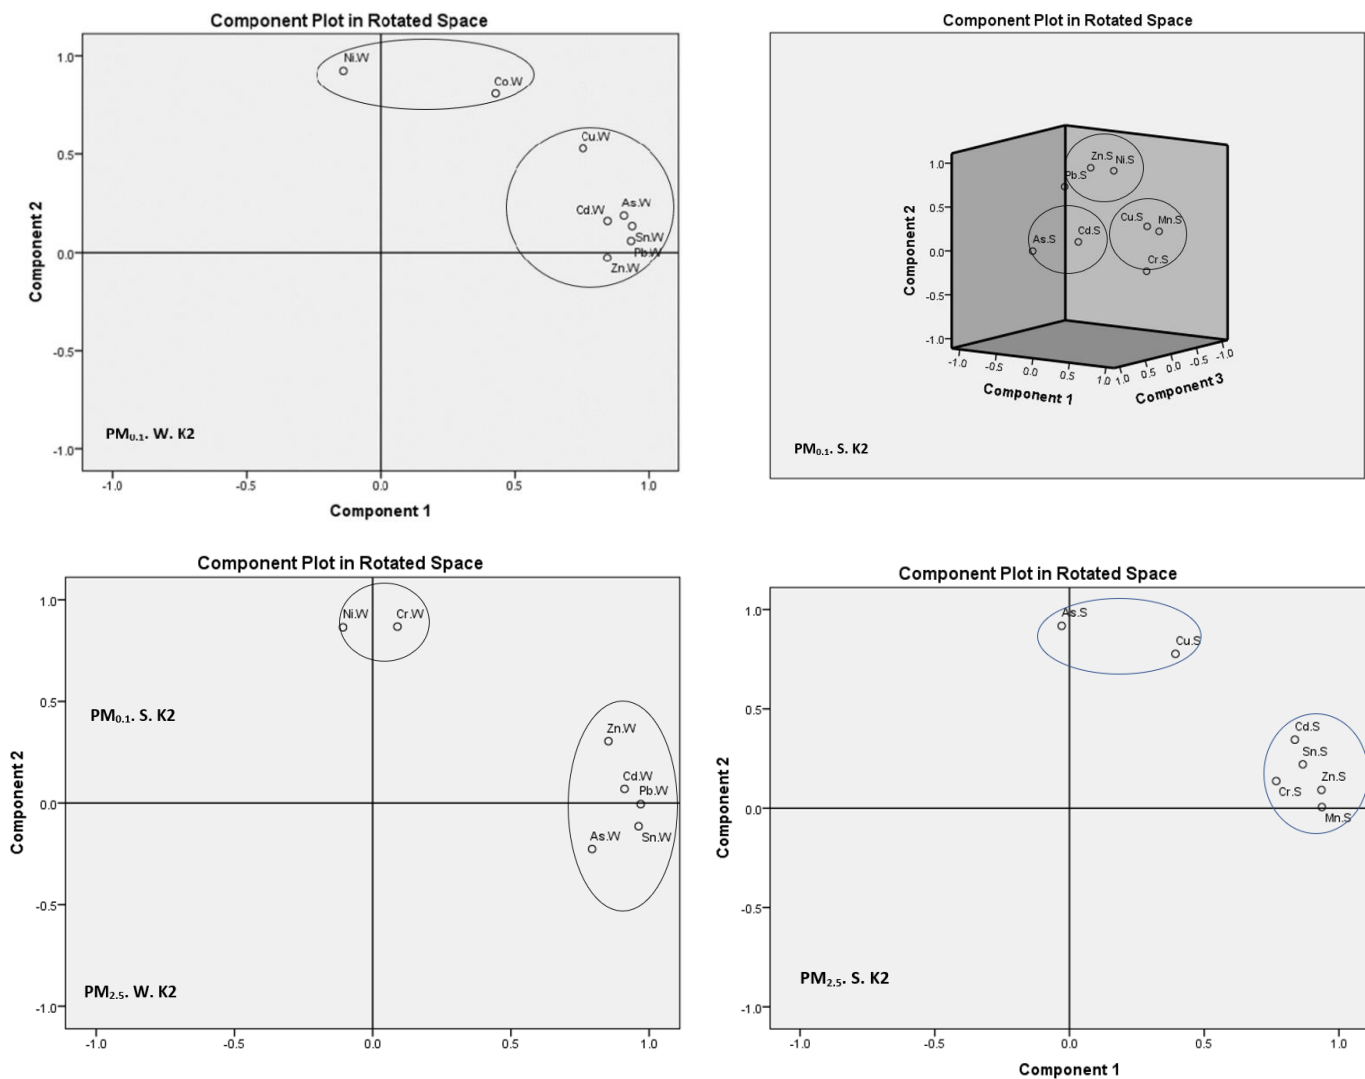 Component Plot in Rotated Space
1.0
0.5
0.0
-0.5
-1.0
Component 2
Ni.W
Co.W
Cu.W
As.W
Cd.W
Sn.W
Pb.W
Zn.W
PM0.1. W. K2
-1.0
-0.5
0.0
0.5
1.0
Component 1
Component Plot in Rotated Space
1.0
0.5
0.0
-0.5
-1.0
Component 2
Zn.S
Ni.S
Pb.S
Cu.S
Mn.S
As.S
Cd.S
Cr.S
-1.0
-0.5
0.0
0.5
1.0
Component 1
1.0
0.5
0.0
-0.5
-1.0
Component 3
PM0.1. S. K2
Component Plot in Rotated Space
1.0
0.5
0.0
-0.5
-1.0
Component 2
Ni.W
Cr.W
PM0.1. S. K2
Zn.W
Cd.W
Pb.W
As.W
Sn.W
PM2.5. W. K2
-1.0
-0.5
0.0
0.5
1.0
Component Plot in Rotated Space
1.0
0.5
0.0
-0.5
-1.0
Component 2
As.S
Cu.S
Cd.S
Sn.S
Zn.S
Cr.S
Mn.S
PM2.5. S. K2
-1.0
-0.5
0.0
0.5
1.0
Component 1